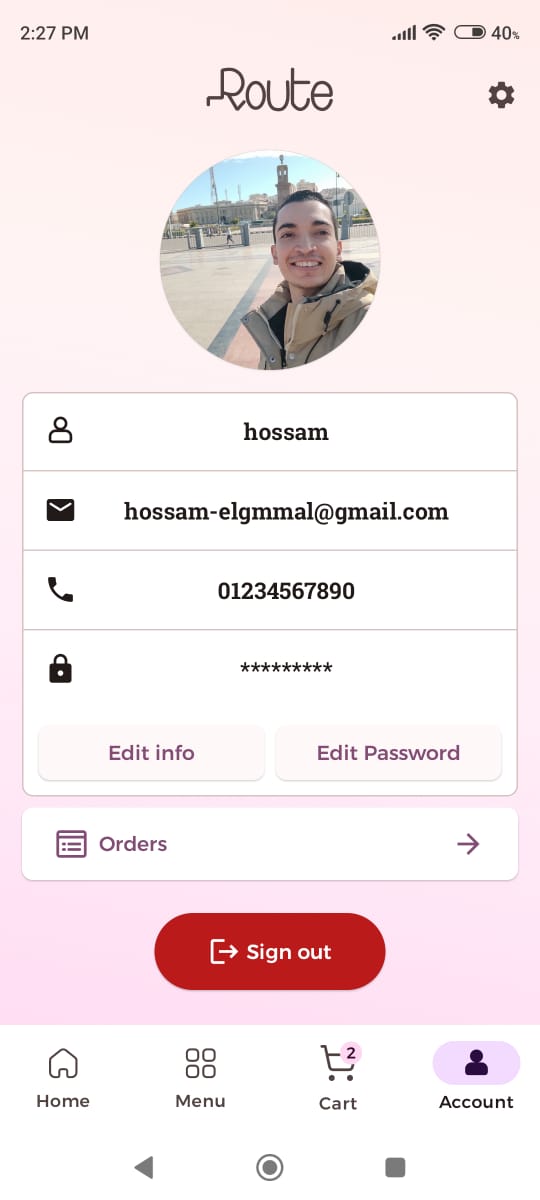 2:27 PM
40%
Route
hossam
hossam-elgmmal@gmail.com
01234567890
*********
Edit info
Edit Password
Orders
Sign out
2
Home
Menu
Cart
Account